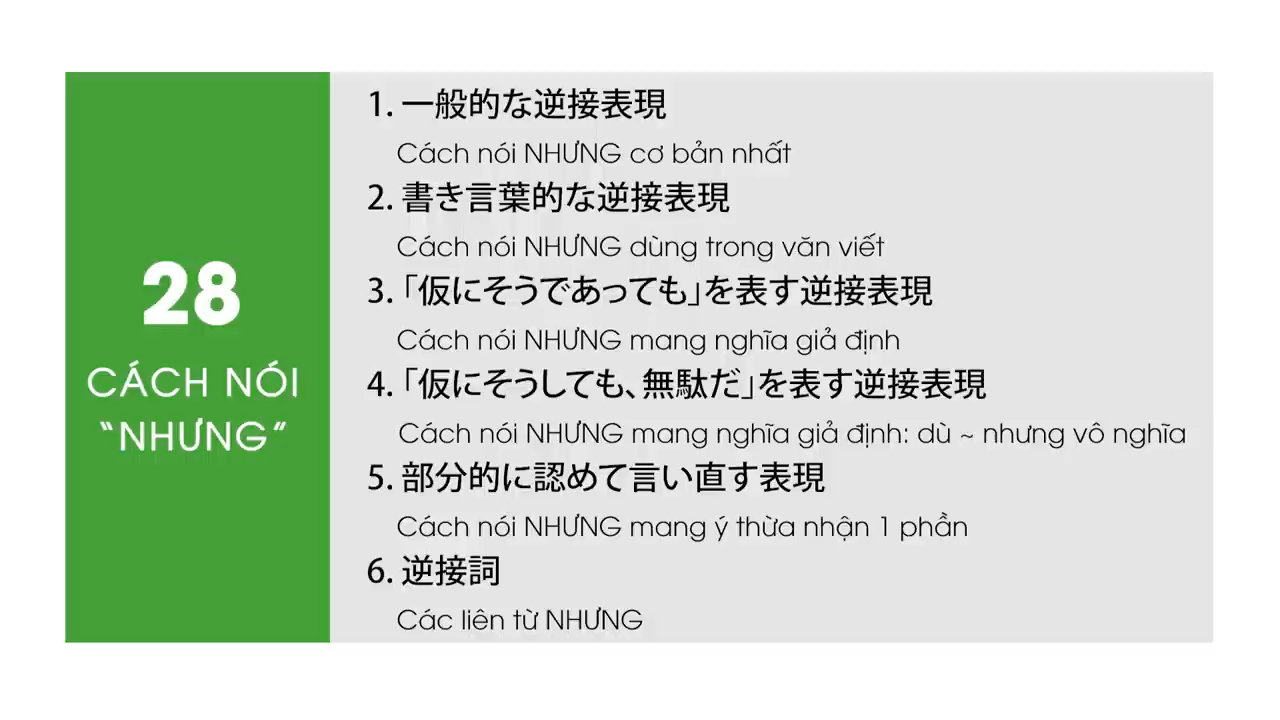 28
CÁCH NÓI
“NHƯNG”
1. 一般的な逆接表現
Cách nói NHƯNG cơ bản nhất
2. 書き言葉的な逆接表現
Cách nói NHƯNG dùng trong văn viết
3. 「仮にそうであっても」を表す逆接表現
Cách nói NHƯNG mang nghĩa giả định
4. 「仮にそうしても、無駄だ」を表す逆接表現
Cách nói NHƯNG mang nghĩa giả định: dù ~ nhưng vô nghĩa
5. 部分的に認めて言い直す表現
Cách nói NHƯNG mang ý thừa nhận 1 phần
6. 逆接詞
Các liên từ NHƯNG